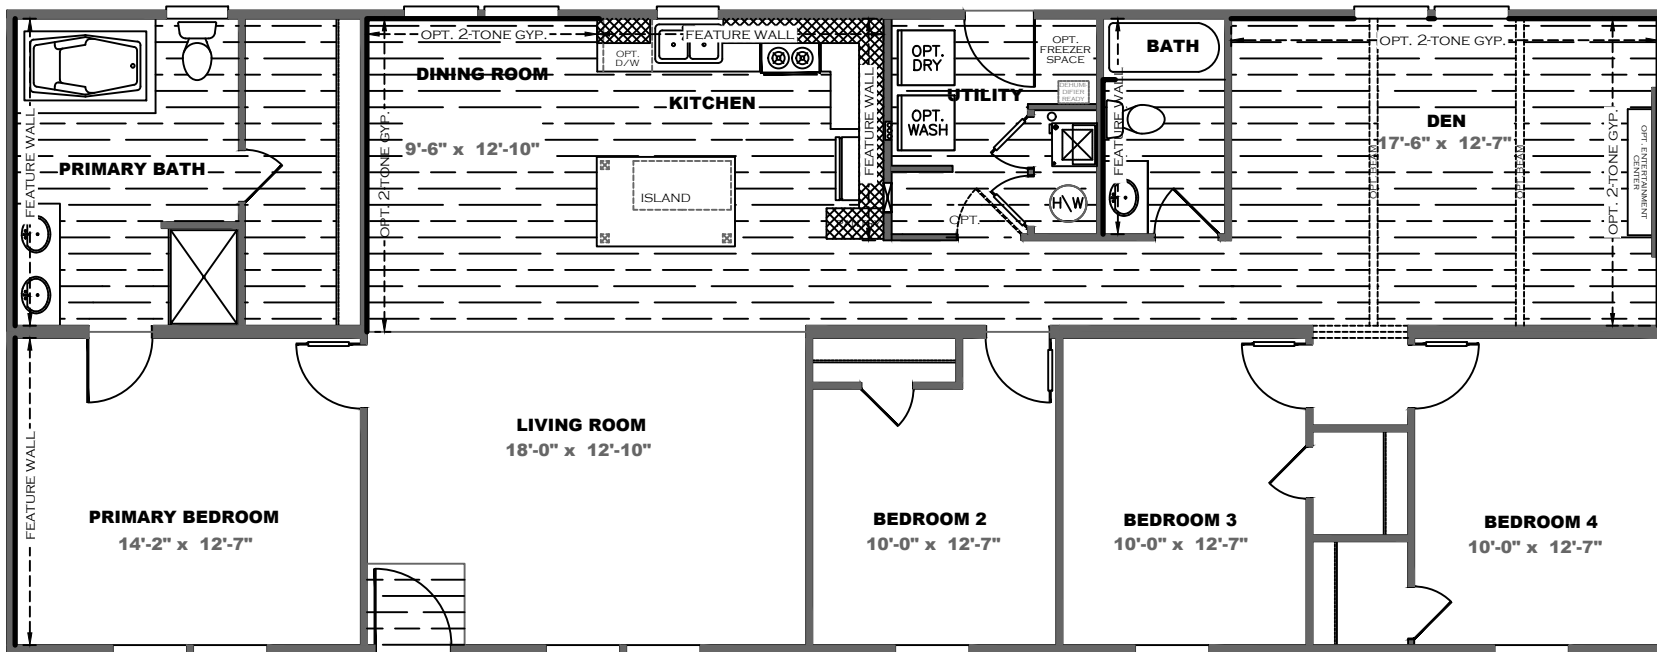 OPT. 2-TONE GYP.
FEATURE WALL
OPT.
D/W
DINING ROOM
KITCHEN
9'-6" x 12'-10"
OPT. 2-TONE GYP.
FEATURE WALL
ISLAND
PRIMARY BATH
FEATURE WALL
OPT.
DRY
OPT.
WASH
OPT.
FREEZER
SPACE
DEHUMI-
DIFIER
READY
UTILITY
H\W
OPT.
BATH
FEATURE WALL
OPT. 2-TONE GYP.
DEN
17'-6" x 12'-7"
OPT. 2-TONE GYP.
OPT. ENTERTAINMENT
CENTER
FEATURE WALL
PRIMARY BEDROOM
14'-2" x 12'-7"
LIVING ROOM
18'-0" x 12'-10"
BEDROOM 2
10'-0" x 12'-7"
BEDROOM 3
10'-0" x 12'-7"
BEDROOM 4
10'-0" x 12'-7"